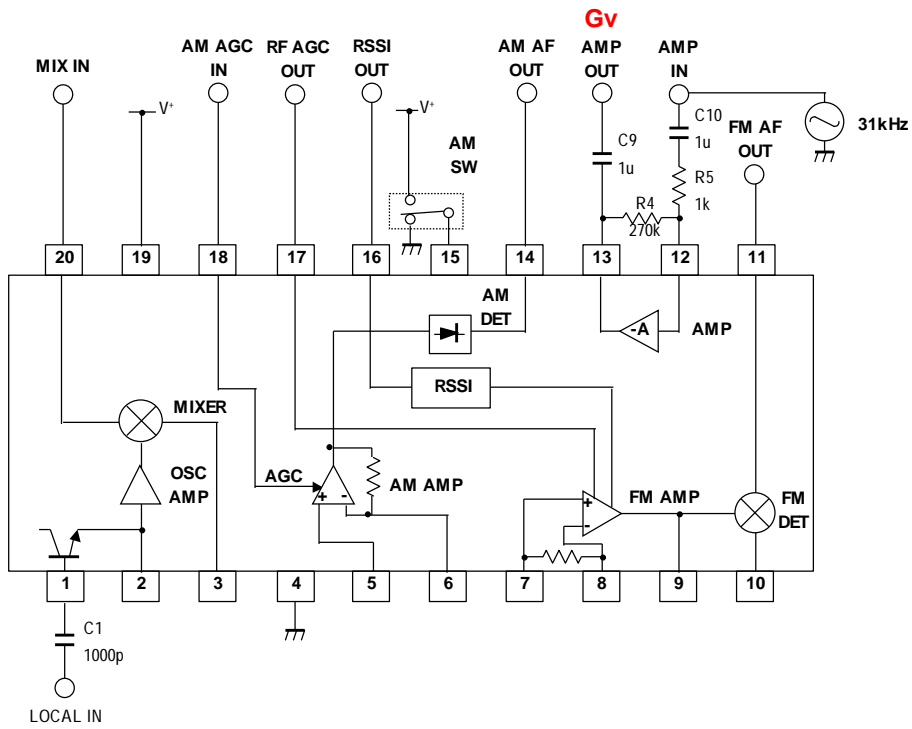 Gv
AM AGC
IN
RF AGC
OUT
RSSI
OUT
AM AF
OUT
AMP
OUT
AMP
IN
MIX IN
V+
V+
C10
1u
FM AF
OUT
31kHz
AM
SW
C9
1u
R5
1k
R4
270k
20
19
18
17
16
15
14
13
12
11
AM
DET
-A
AMP
RSSI
MIXER
OSC
AMP
AGC
+
-
AM AMP
+
-
FM AMP
FM
DET
1
2
3
4
5
6
7
8
9
10
C1
1000p
LOCAL IN